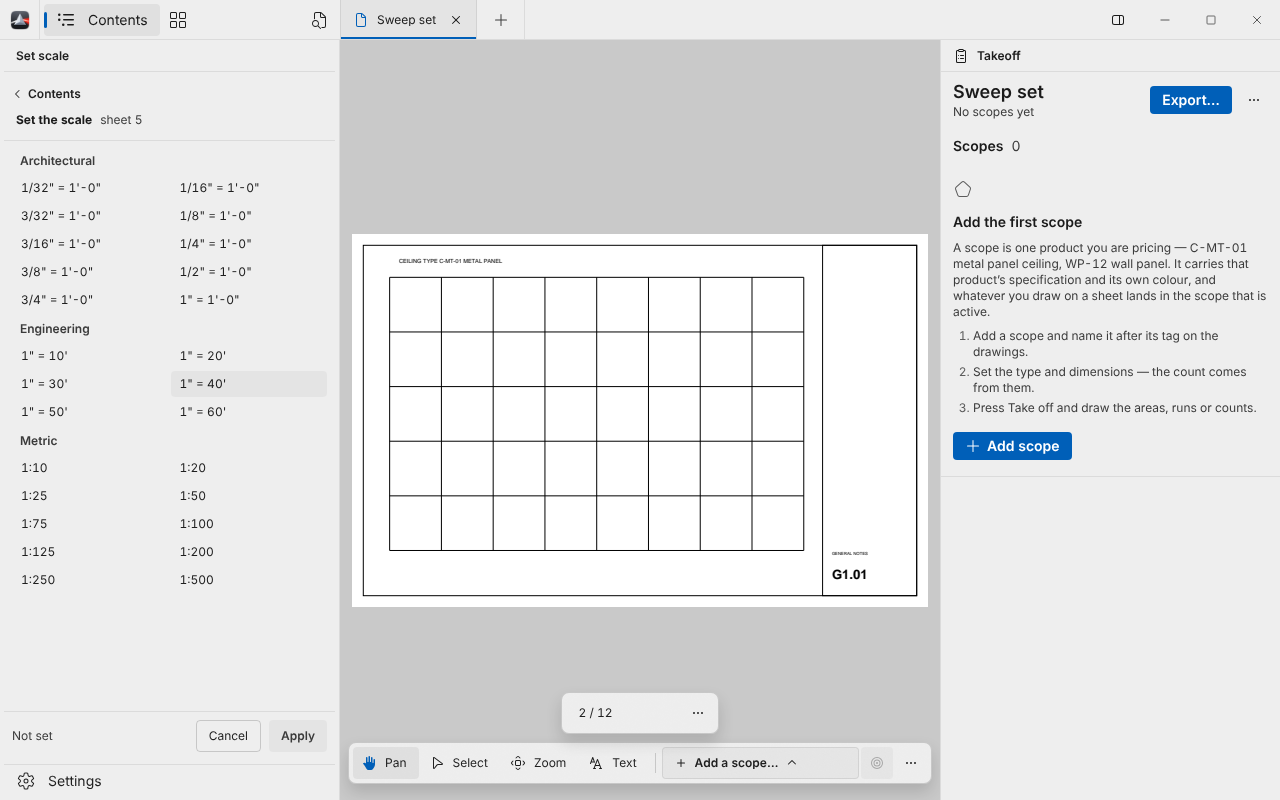 Contents
Sweep set
Set scale
Contents
Set the scale sheet 5
Architectural
1/32" = 1'-0" 1/16" = 1'-0"
3/32" = 1'-0" 1/8" = 1'-0"
3/16" = 1'-0" 1/4" = 1'-0"
3/8" = 1'-0" 1/2" = 1'-0"
3/4" = 1'-0" 1" = 1'-0"
Engineering
1" = 10' 1" = 20'
1" = 30' 1" = 40'
1" = 50' 1" = 60'
Metric
1:10 1:20
1:25 1:50
1:75 1:100
1:125 1:200
1:250 1:500
Not set Cancel Apply
Settings
CEILING TYPE C-MT-01 METAL PANEL
GENERAL NOTES
G1.01
2 / 12
Pan Select Zoom Text Add a scope...
Takeoff
Sweep set
No scopes yet
Export...
Scopes 0
Add the first scope
A scope is one product you are pricing — C-MT-01
metal panel ceiling, WP-12 wall panel. It carries that
product's specification and its own colour, and
whatever you draw on a sheet lands in the scope that is
active.
1. Add a scope and name it after its tag on the
drawings.
2. Set the type and dimensions — the count comes
from them.
3. Press Take off and draw the areas, runs or counts.
Add scope